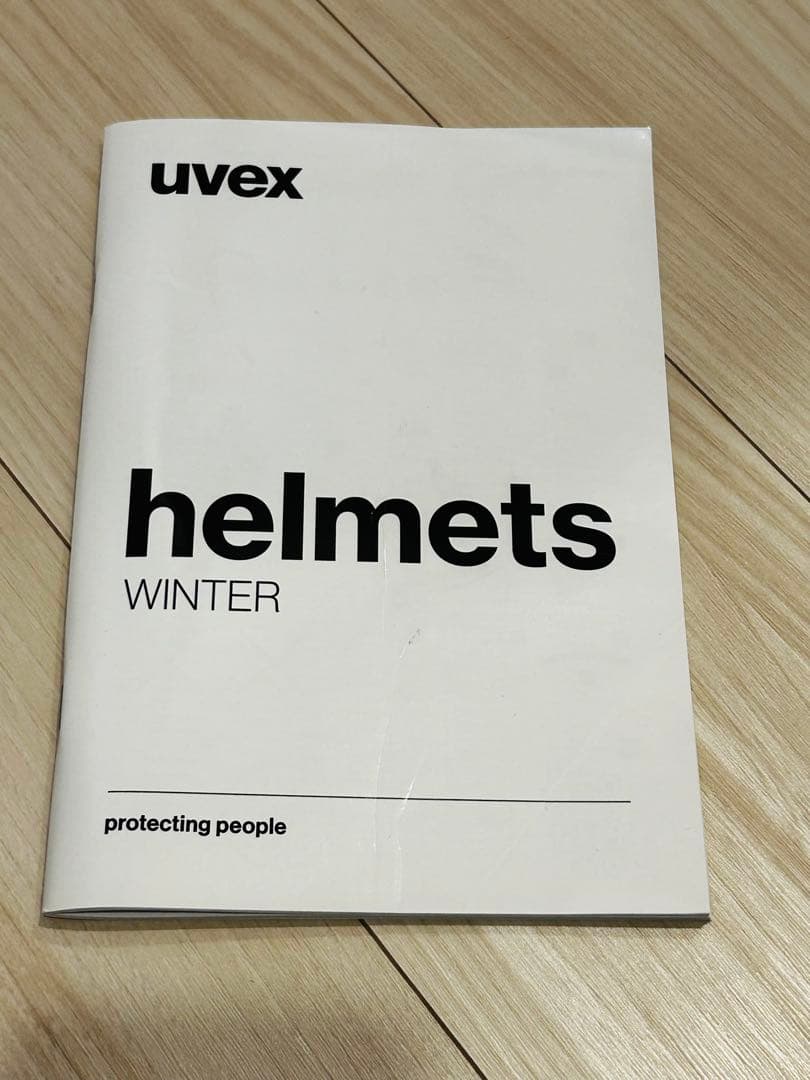 uvex
helmets
WINTER
protecting people